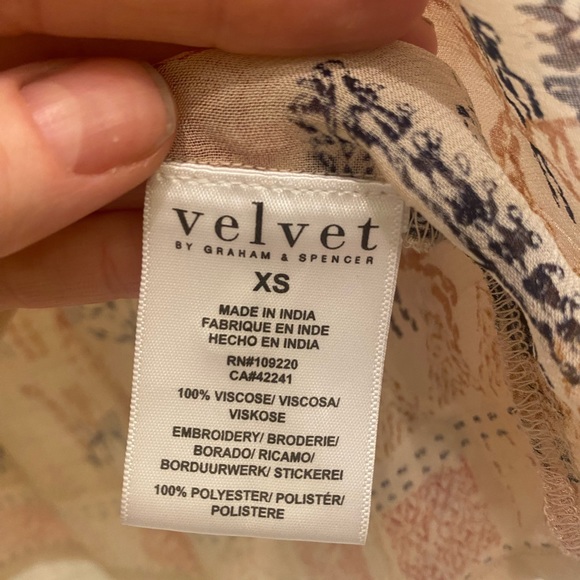 velvet
BY GRAHAM & SPENCER
XS
MADE IN INDIA
FABRIQUE EN INDE
HECHO EN INDIA
RN#109220
CA#42241
100% VISCOSE/ VISCOSA/
VISKOSE
EMBROIDERY/ BRODERIE/
BORADO/ RICAMO/
BORDUURWERK/ STICKEREI
100% POLYESTER/ POLISTÉR/
POLISTERE